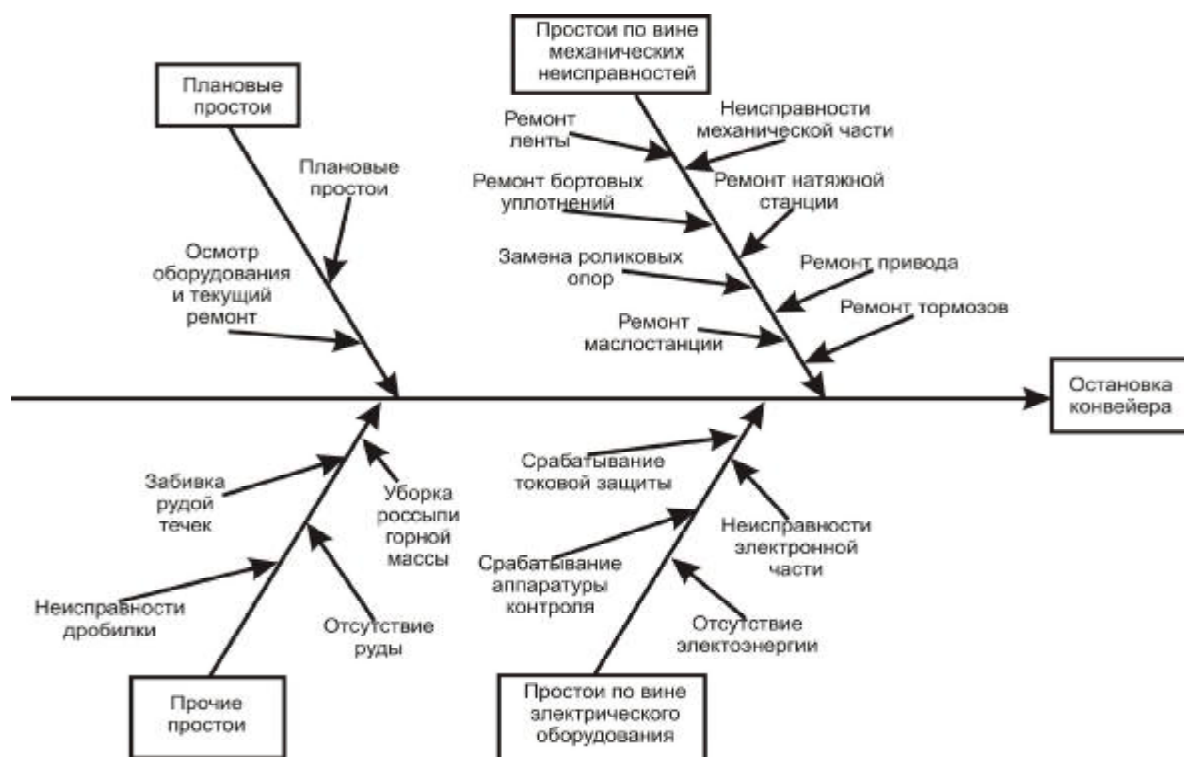 Плановые
простои
Простои по вине
механических
неисправностей
Плановые
простои
Осмотр
оборудования
и текущий
ремонт
Ремонт
ленты
Неисправности
механической части
Ремонт бортовых
уплотнений
Ремонт натяжной
станции
Замена роликовых
опор
Ремонт привода
Ремонт
маслостанции
Ремонт тормозов
Остановка
конвейера
Забивка
рудой
течек
Уборка
россыпи
горной
массы
Неисправности
дробилки
Отсутствие
руды
Прочие
простои
Срабатывание
токовой защиты
Неисправности
электронной
части
Срабатывание
аппаратуры
контроля
Отсутствие
электоэнергии
Простои по вине
электрического
оборудования